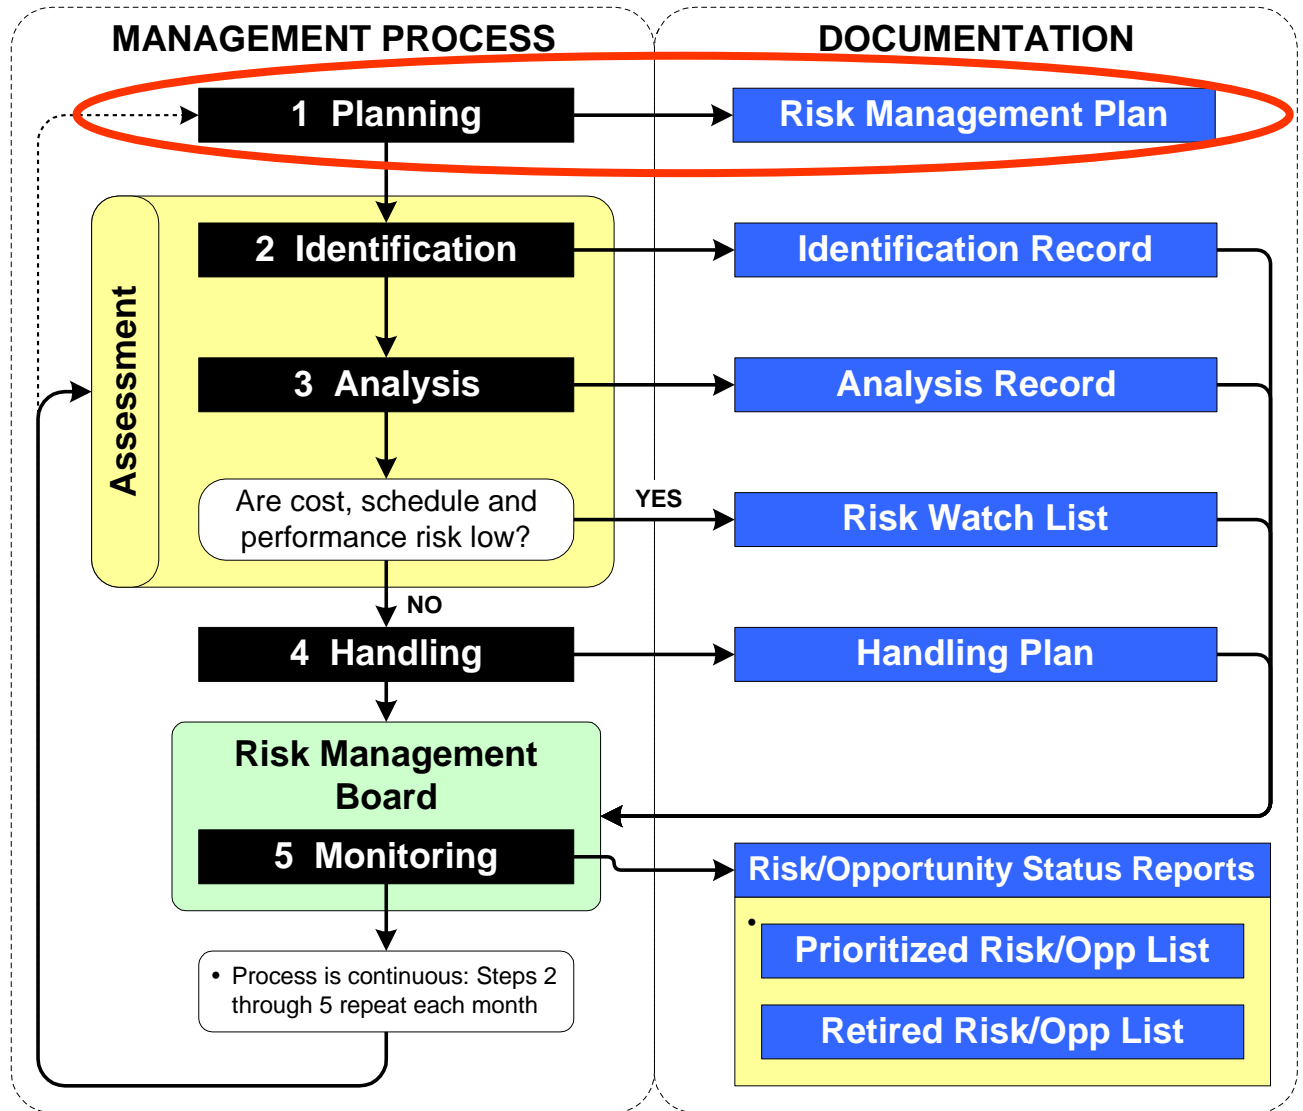 MANAGEMENT PROCESS
DOCUMENTATION
1 Planning
Risk Management Plan
2 Identification
Identification Record
Assessment
3 Analysis
Analysis Record
Are cost, schedule and
performance risk low?
YES
Risk Watch List
NO
4 Handling
Handling Plan
Risk Management
Board
5 Monitoring
Risk/Opportunity Status Reports
•
Prioritized Risk/Opp List
• Process is continuous: Steps 2
through 5 repeat each month
Retired Risk/Opp List